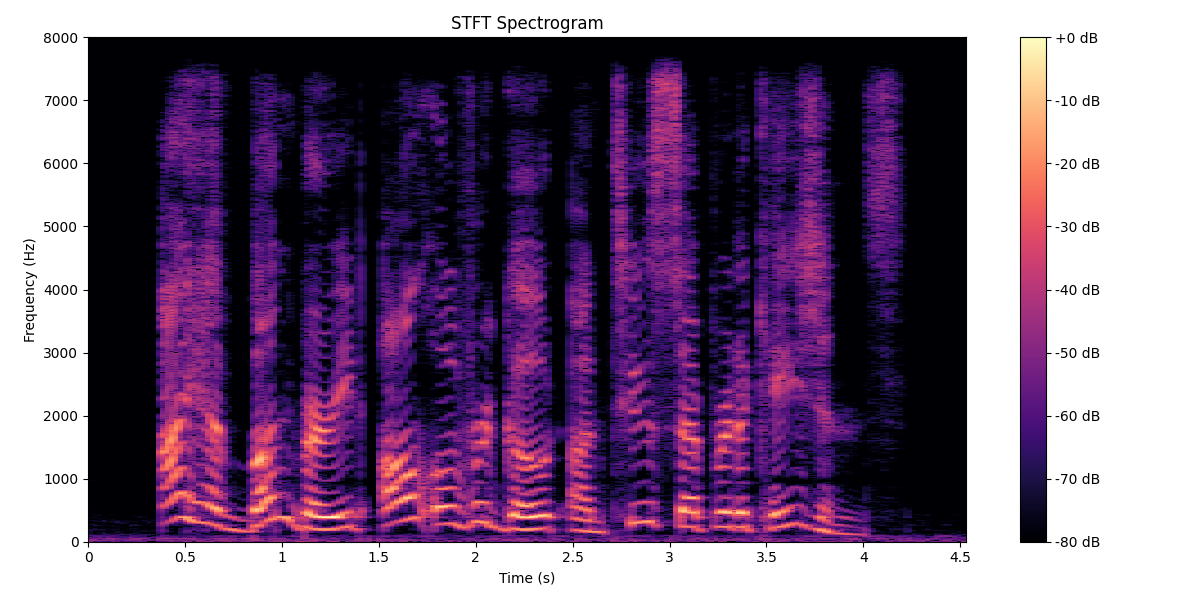 STFT Spectrogram
8000
7000
6000
5000
4000
3000
2000
1000
0
Frequency (Hz)
0
0.5
1
1.5
2
2.5
3
3.5
4
4.5
Time (s)
+0 dB
-10 dB
-20 dB
-30 dB
-40 dB
-50 dB
-60 dB
-70 dB
-80 dB